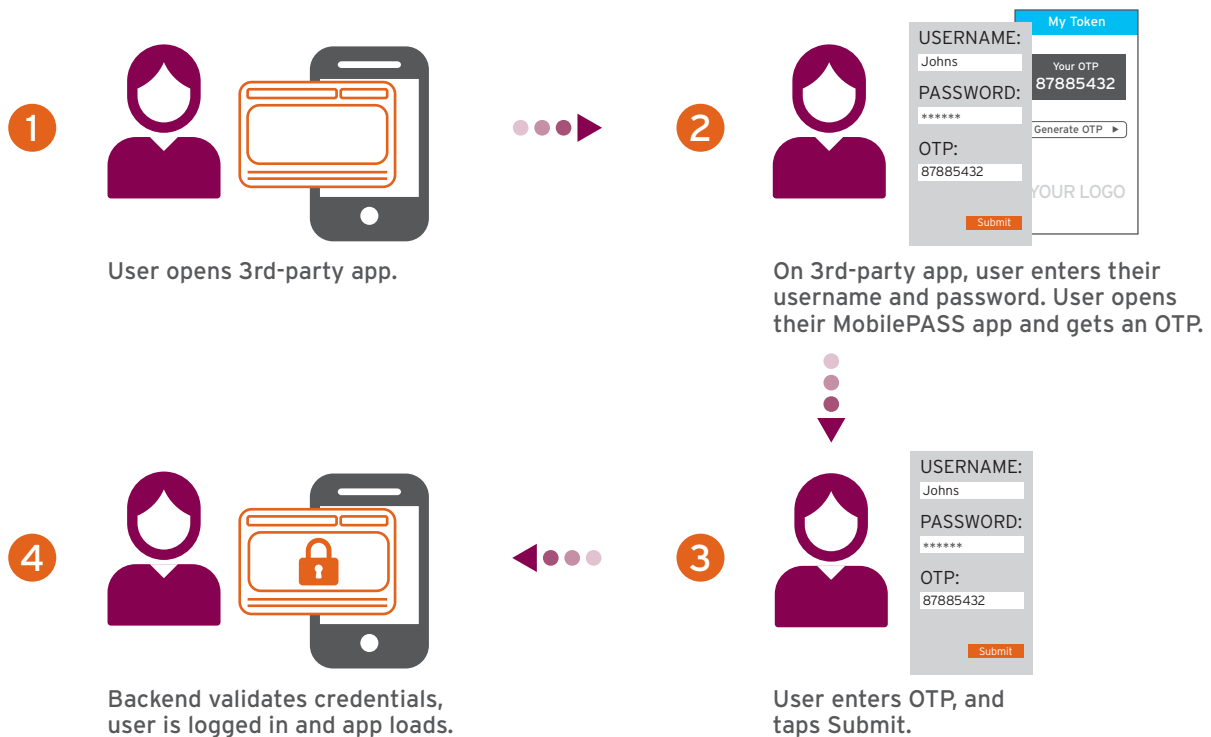 1
User opens 3rd-party app.
2
USERNAME:
Johns
PASSWORD:
******
OTP:
87885432
Submit
My Token
Your OTP
87885432
Generate OTP ►
YOUR LOGO
On 3rd-party app, user enters their
username and password. User opens
their MobilePASS app and gets an OTP.
3
USERNAME:
Johns
PASSWORD:
******
OTP:
87885432
Submit
User enters OTP, and
taps Submit.
4
Backend validates credentials,
user is logged in and app loads.